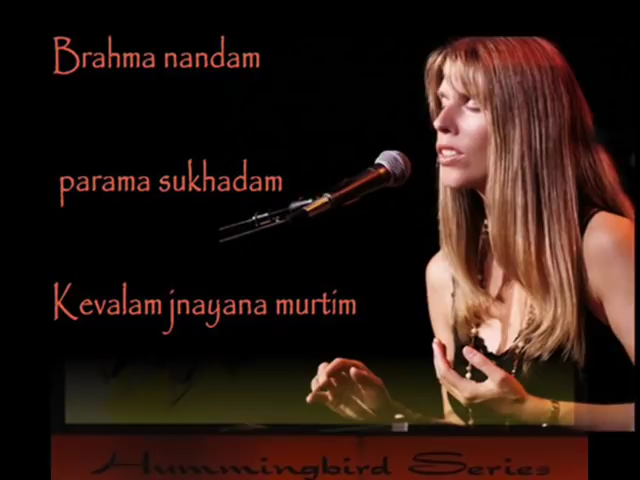 Brahma nandam
parama sukhadam
Kevalam jnayana murtim
Hummingbird Series